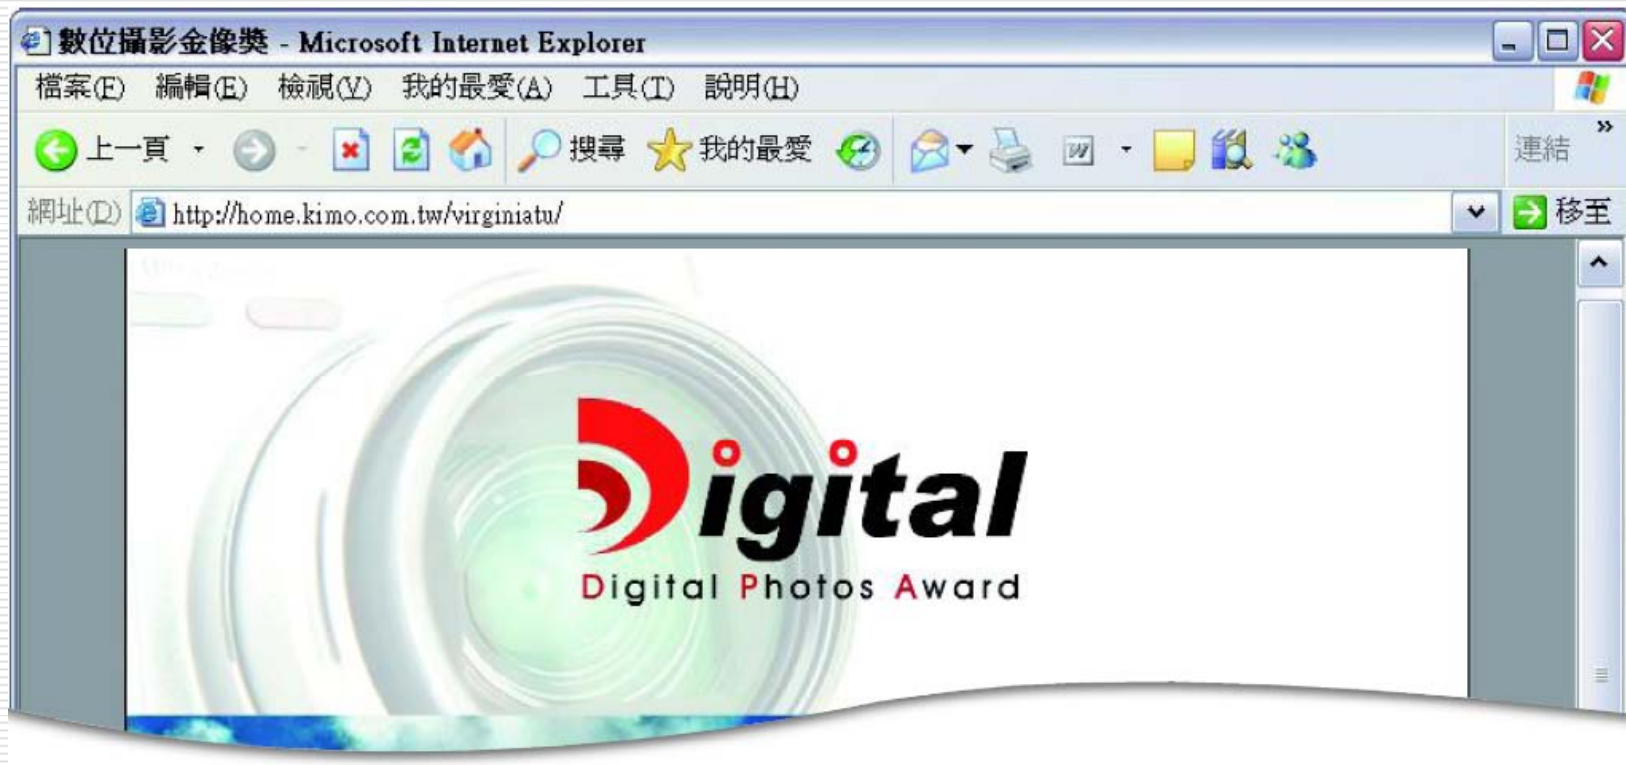 數位攝影金像獎 - Microsoft Internet Explorer
檔案(F) 編輯(E) 檢視(V) 我的最愛(A) 工具(T) 說明(H)
上一頁 搜尋 我的最愛 W 連結 »
網址(D) http://home.kimo.com.tw/virginiatu/ 移至
Digital
Digital Photos Award